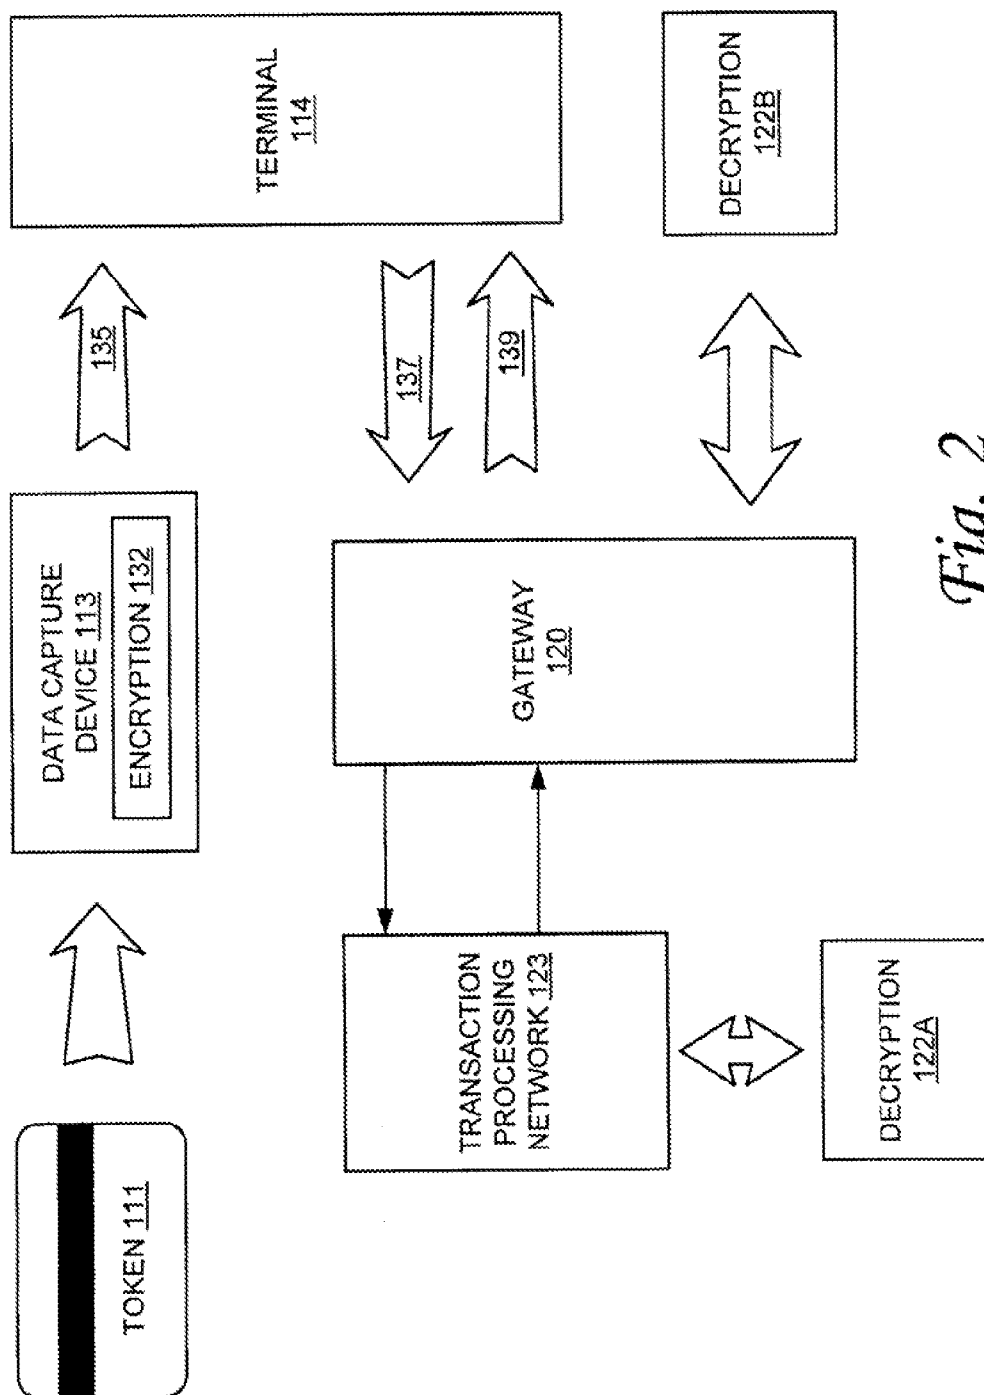 TOKEN 111
DATA CAPTURE
DEVICE 113
ENCRYPTION 132
135
TERMINAL
114
TRANSACTION
PROCESSING
NETWORK 123
GATEWAY
120
137
139
DECRYPTION
122A
DECRYPTION
122B
Fig. 2